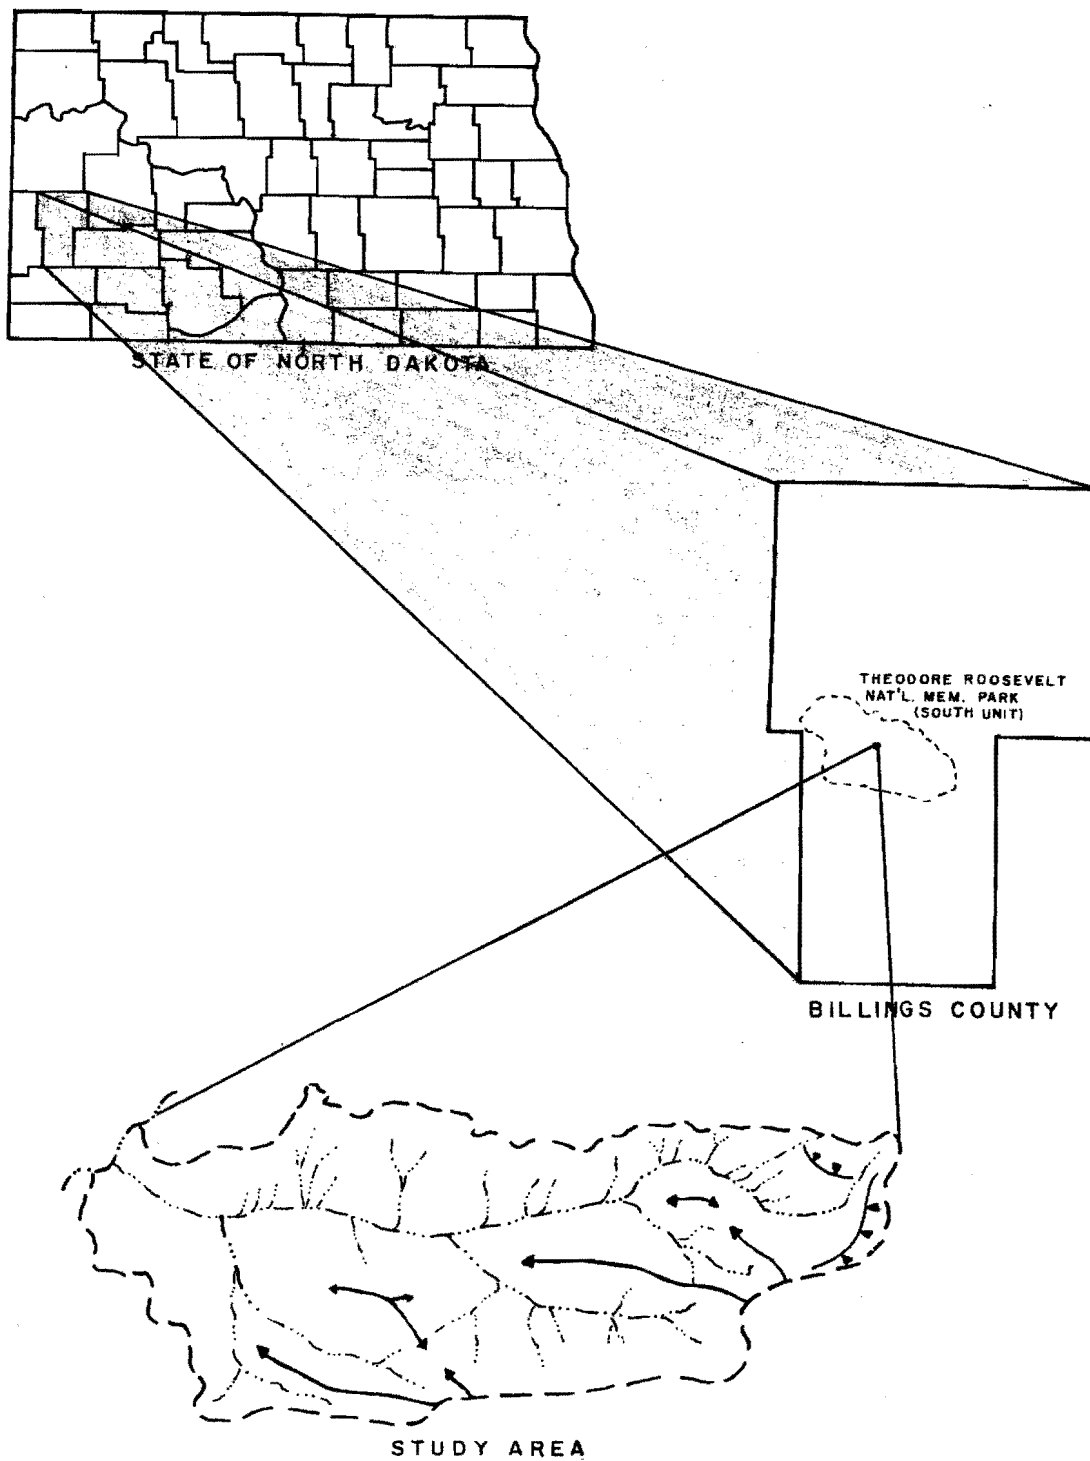 STATE OF NORTH DAKOTA
THEODORE ROOSEVELT
NAT'L. MEM. PARK
(SOUTH UNIT)
BILLINGS COUNTY
STUDY AREA